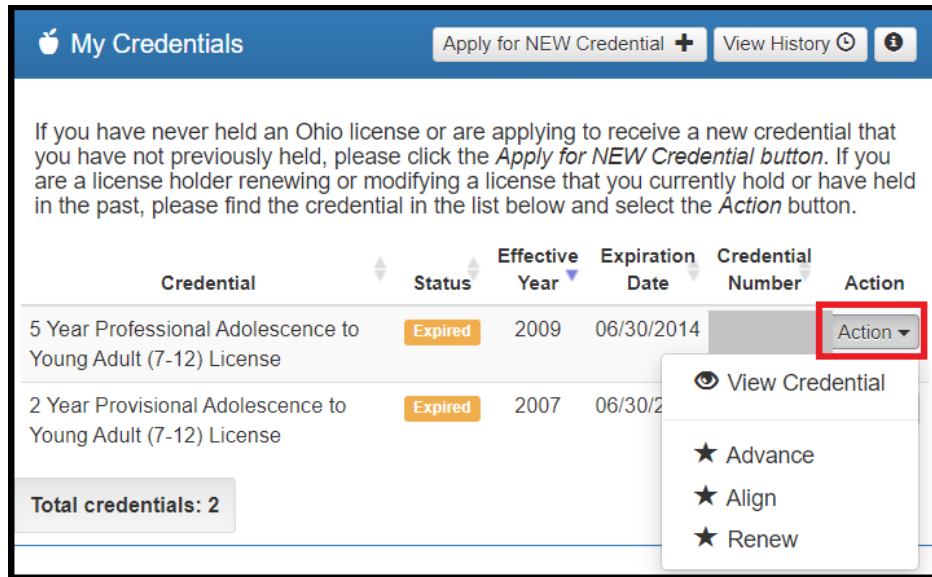 My Credentials
Apply for NEW Credential
View History
If you have never held an Ohio license or are applying to receive a new credential that
you have not previously held, please click the Apply for NEW Credential button. If you
are a license holder renewing or modifying a license that you currently hold or have held
in the past, please find the credential in the list below and select the Action button.
Credential Status Effective Year Expiration Date Credential Number Action
5 Year Professional Adolescence to
Young Adult (7-12) License
Expired 2009 06/30/2014 Action
View Credential
2 Year Provisional Adolescence to
Young Adult (7-12) License
Expired 2007 06/30/2
Advance
Align
Renew
Total credentials: 2